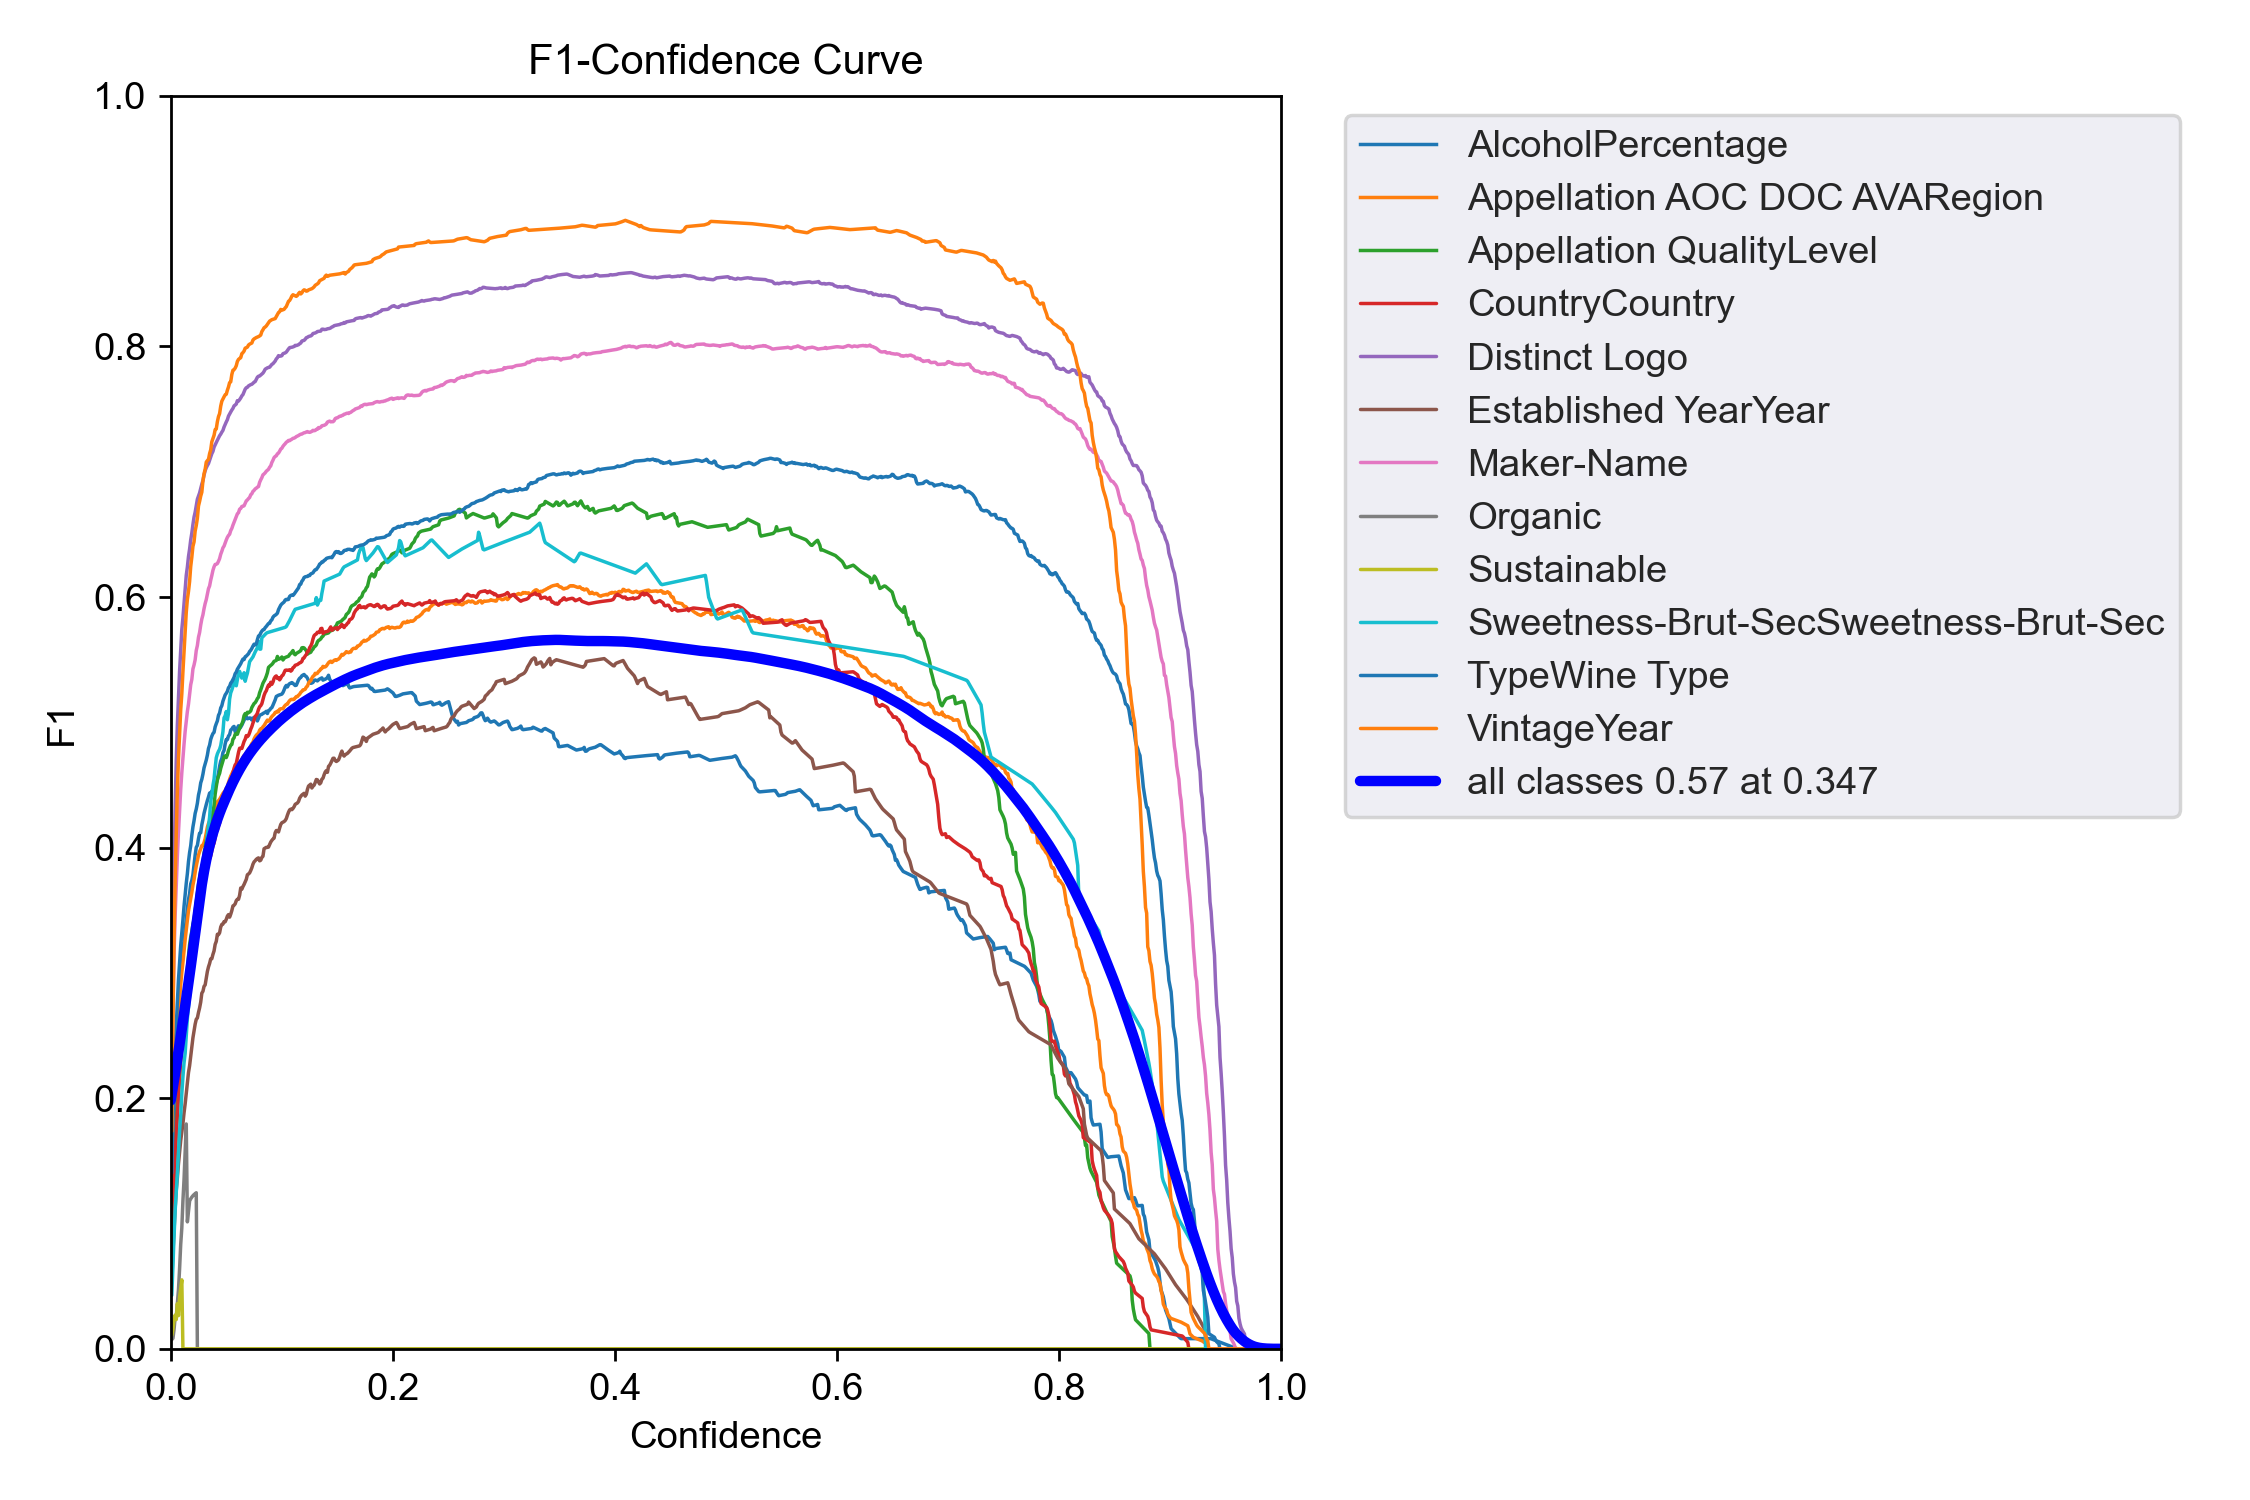 F1-Confidence Curve
1.0
0.8
0.6
0.4
0.2
0.0
F1
0.0 0.2 0.4 0.6 0.8 1.0
Confidence
AlcoholPercentage
Appellation AOC DOC AVARegion
Appellation QualityLevel
CountryCountry
Distinct Logo
Established YearYear
Maker-Name
Organic
Sustainable
Sweetness-Brut-SecSweetness-Brut-Sec
TypeWine Type
VintageYear
all classes 0.57 at 0.347